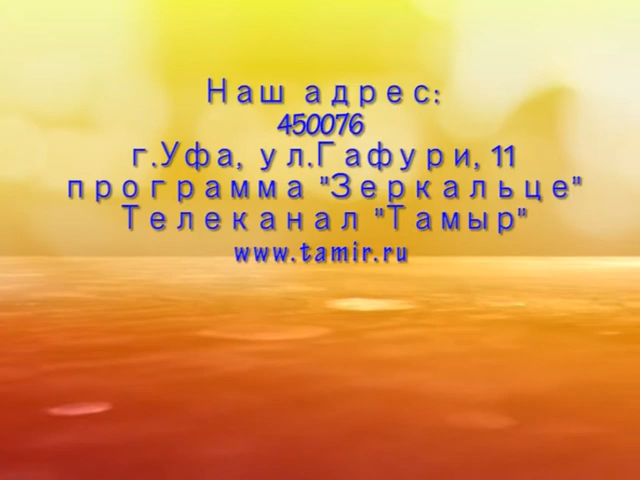 Наш адрес:
450076
г.Уфа, ул.Гафури, 11
программа "Зеркальце"
Телеканал "Тамыр"
www.tamir.ru